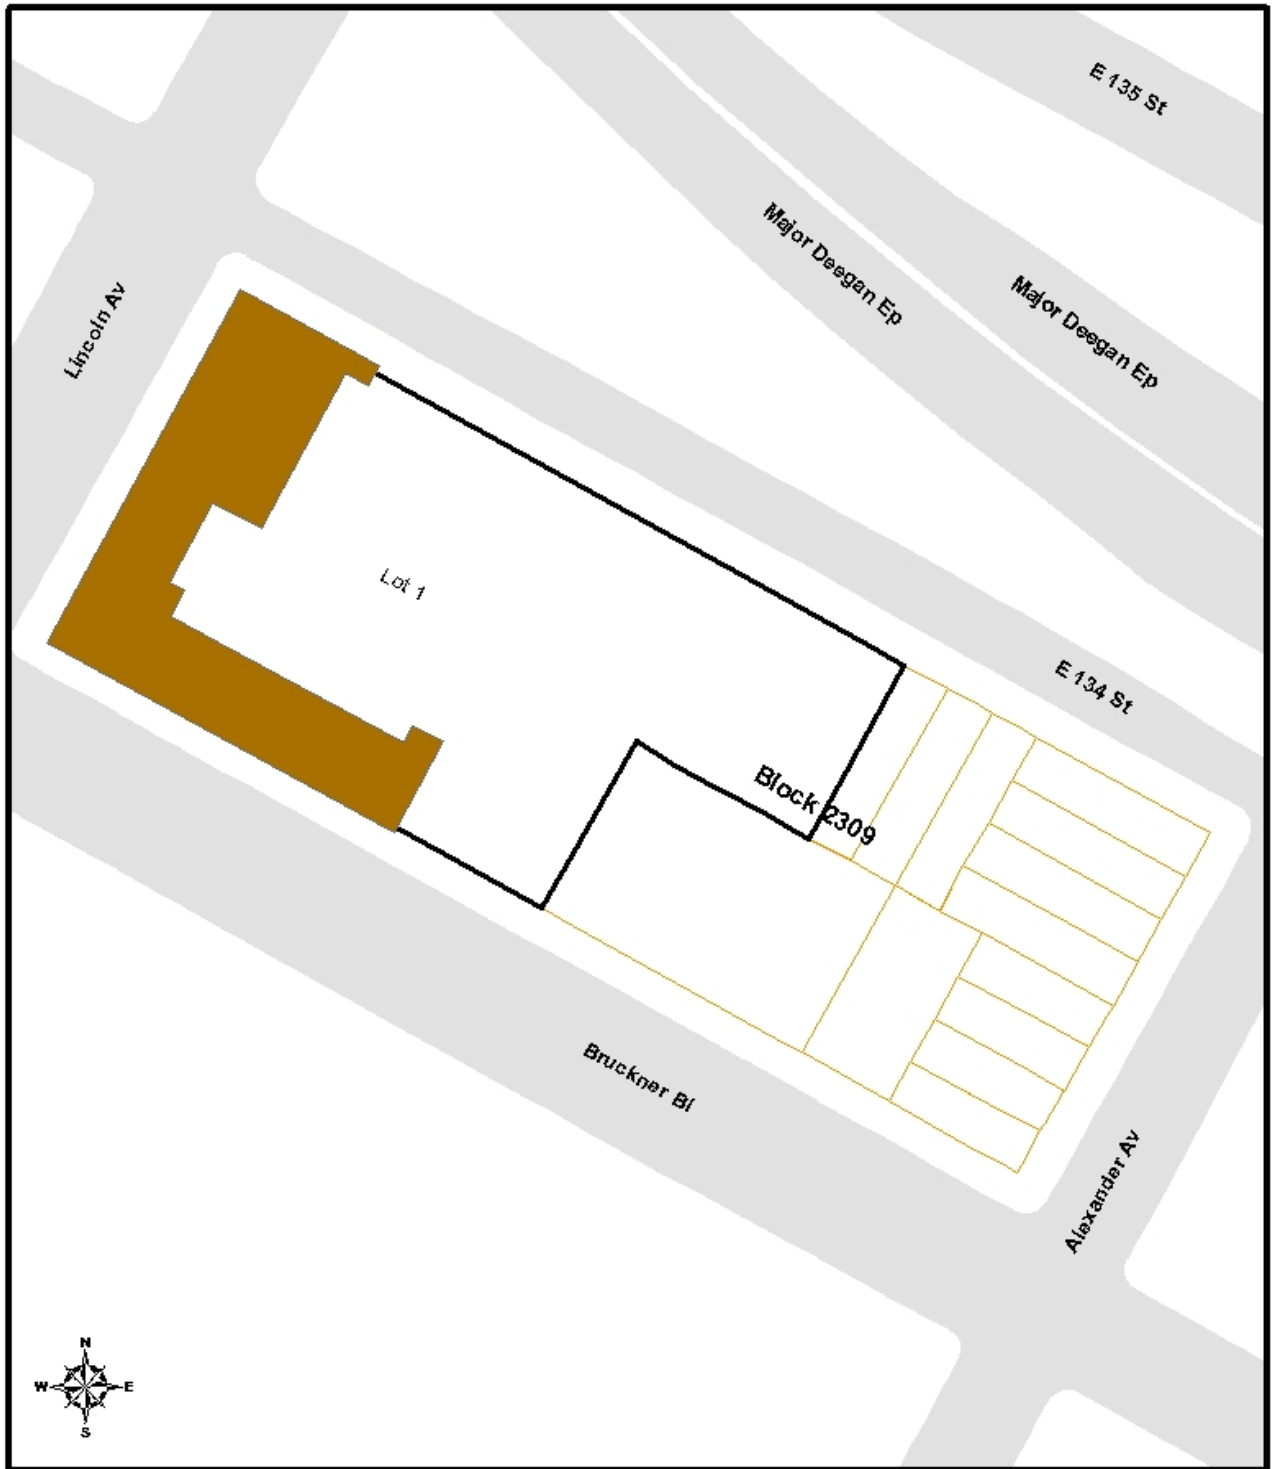 E 135 St
Major Deegan Ep
Major Deegan Ep
Lincoln Av
Lot 1
E 134 St
Block 2309
Bruckner Bl
Alexander Av
N
W E
S